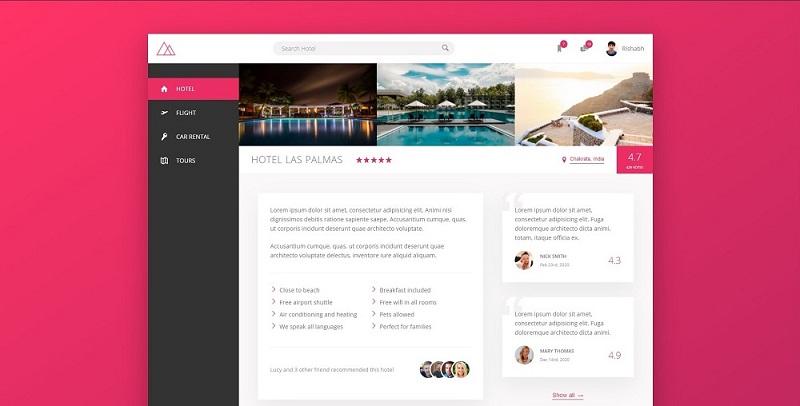 Search Hotel
Rishabh
HOTEL
FLIGHT
CAR RENTAL
TOURS
HOTEL LAS PALMAS
Chakrata, India
4.7
429 VOTES
Lorem ipsum dolor sit amet, consectetur adipisicing elit. Animi nisi
dignissimos debitis ratione sapiente saepe. Accusantium cumque, quas,
ut corporis incidunt deserunt quae architecto voluptate.
Accusantium cumque, quas, ut corporis incidunt deserunt quae
architecto voluptate delectus, inventore iure aliquid aliquam.
Close to beach
Breakfast included
Free airport shuttle
Free wifi in all rooms
Air conditioning and heating
Pets allowed
We speak all languages
Perfect for families
Lucy and 3 other friend recommended this hotel
Lorem ipsum dolor sit amet,
consectetur adipisicing elit. Fuga
doloremque architecto dicta animi,
totam, itaque officia ex.
NICK SMITH
Feb 23rd, 2020
4.3
Lorem ipsum dolor sit amet,
consectetur adipisicing elit. Fuga
doloremque architecto dicta animi.
MARY THOMAS
Dec 14rd, 2020
4.9
Show all